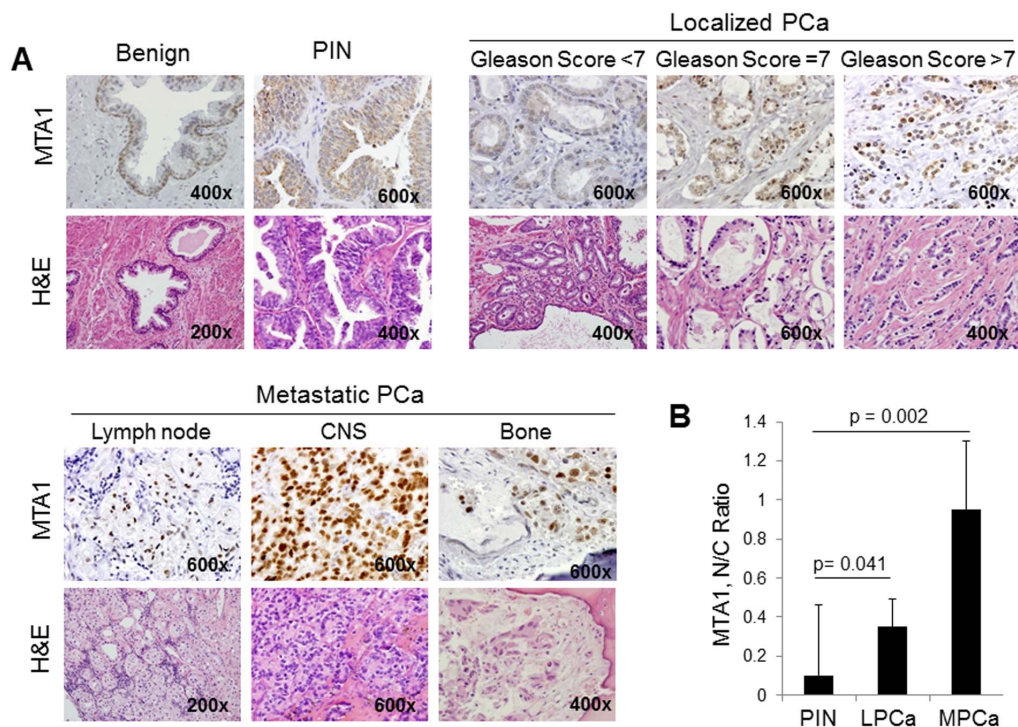 A
Benign
PIN
Localized PCa
Gleason Score <7
Gleason Score =7
Gleason Score >7
MTA1
400x
600x
600x
600x
600x
H&E
200x
400x
400x
600x
400x
Metastatic PCa
Lymph node
CNS
Bone
MTA1
600x
600x
600x
H&E
200x
600x
400x
B
MTA1, N/C Ratio
1.4
1.2
1
0.8
0.6
0.4
0.2
0
p = 0.002
p= 0.041
PIN
LPCa
MPCa